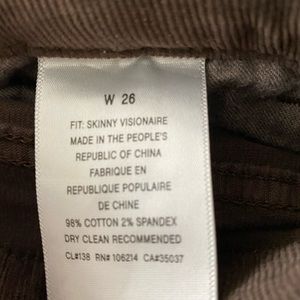 W 26
FIT: SKINNY VISIONAIRE
MADE IN THE PEOPLE'S
REPUBLIC OF CHINA
FABRIQUE EN
REPUBLIQUE POPULAIRE
DE CHINE
98% COTTON 2% SPANDEX
DRY CLEAN RECOMMENDED
CL#138 RN# 106214 CA#35037